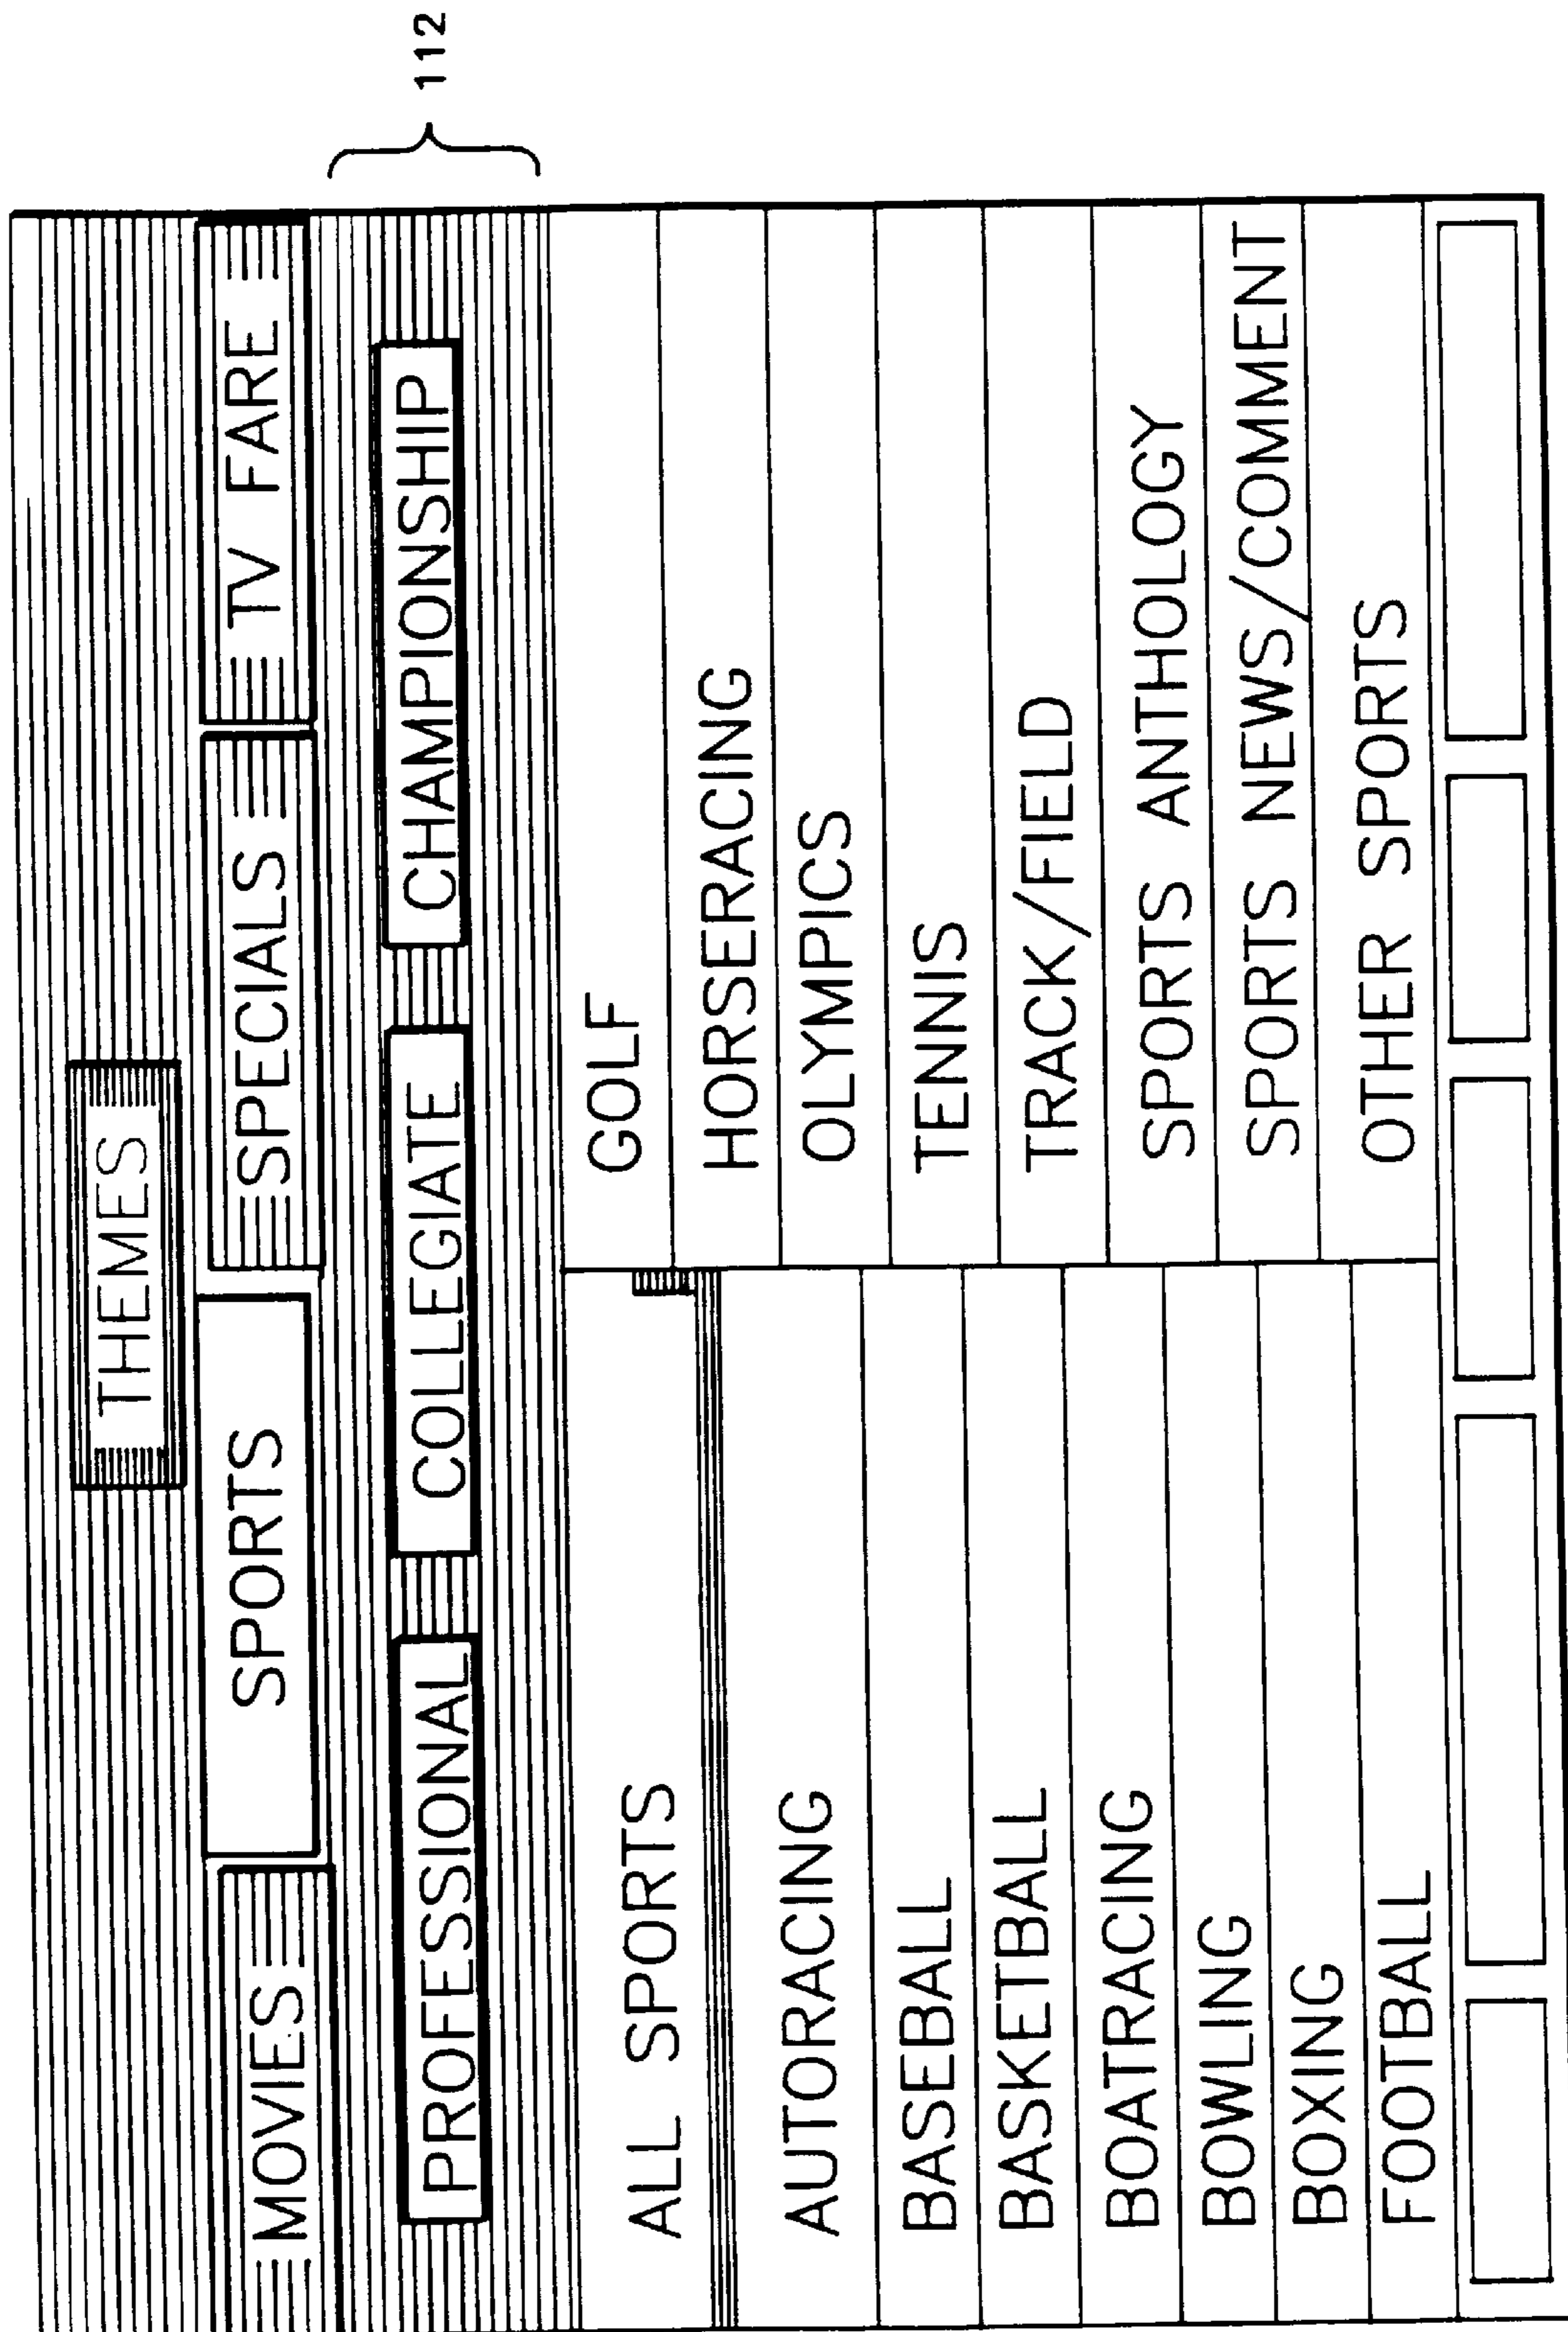 THEMES
MOVIES SPORTS SPECIALS TV FARE
PROFESSIONAL COLLEGIATE CHAMPIONSHIP
112
ALL SPORTS
AUTORACING
BASEBALL
BASKETBALL
BOATRACING
BOWLING
BOXING
FOOTBALL
GOLF
HORSERACING
OLYMPICS
TENNIS
TRACK/FIELD
SPORTS ANTHOLOGY
SPORTS NEWS/COMMENT
OTHER SPORTS